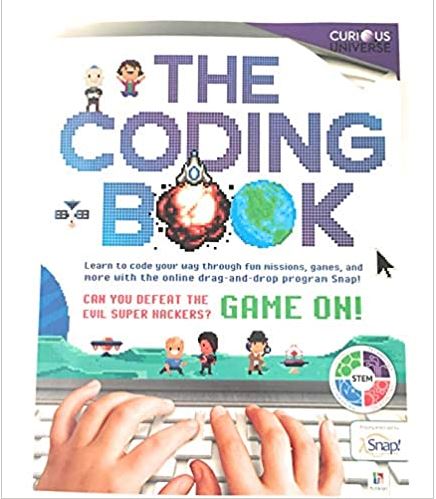 CURIOUS
UNIVERSE
THE
CODING
BOOK
Learn to code your way through fun missions, games, and
more with the online drag-and-drop program Snap!
CAN YOU DEFEAT THE
EVIL SUPER HACKERS?
GAME ON!
STEM
Snap!